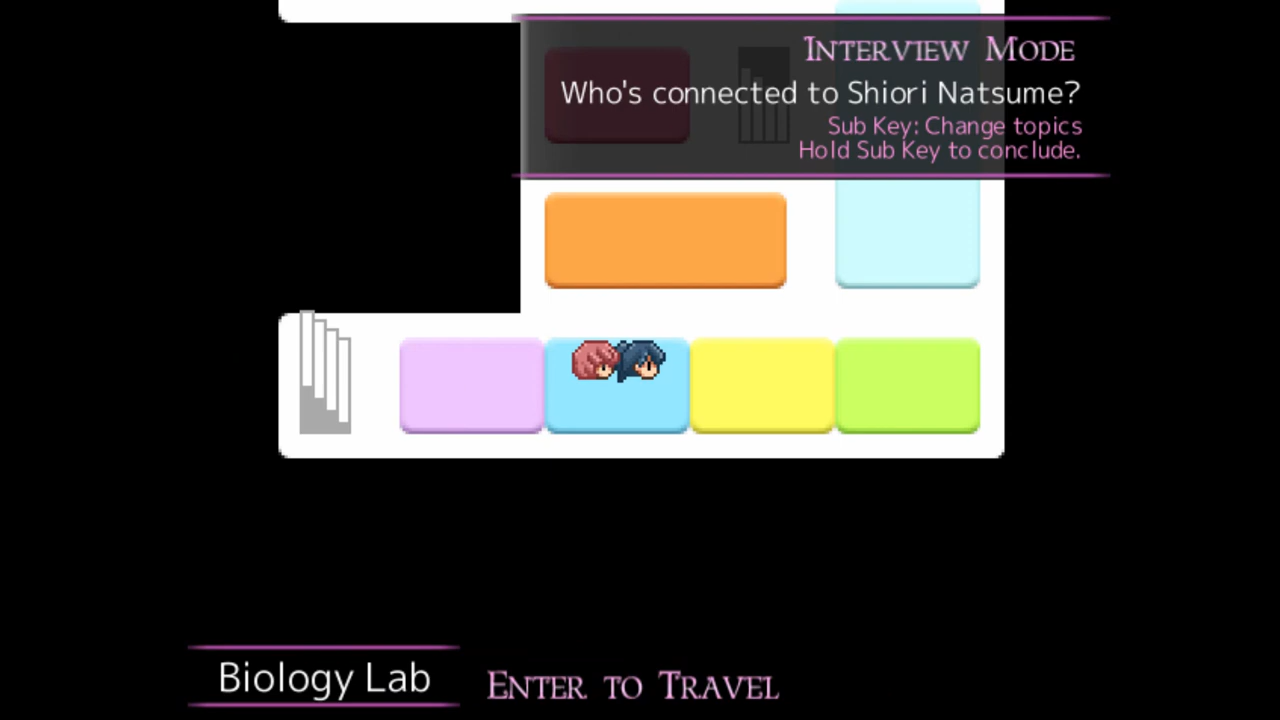 Interview Mode
Who's connected to Shiori Natsume?
Sub Key: Change topics
Hold Sub Key to conclude.
Biology Lab
Enter to Travel